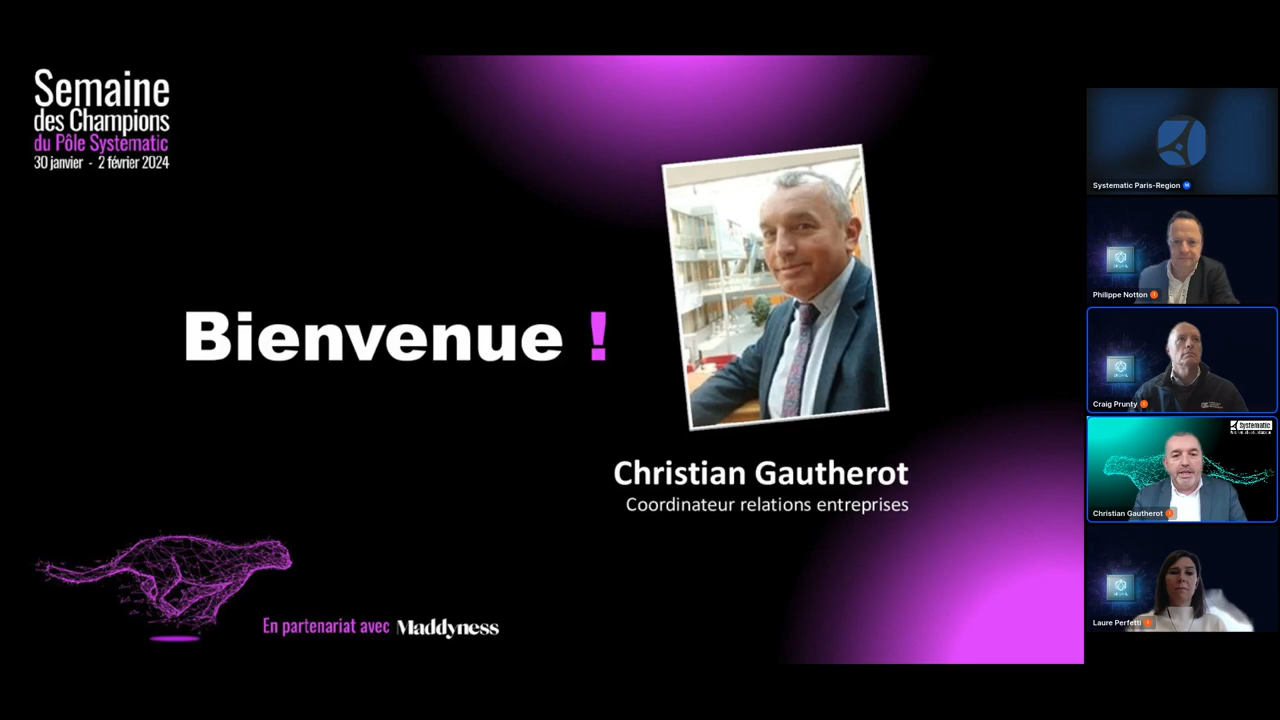 Semaine
des Champions
du Pôle Systematic
30 janvier - 2 février 2024
Bienvenue !
Christian Gautherot
Coordinateur relations entreprises
En partenariat avec Maddyness
Systematic Paris-Region
Philippe Notton
Craig Prunty
Systematic
Christian Gautherot
Laure Perfetti